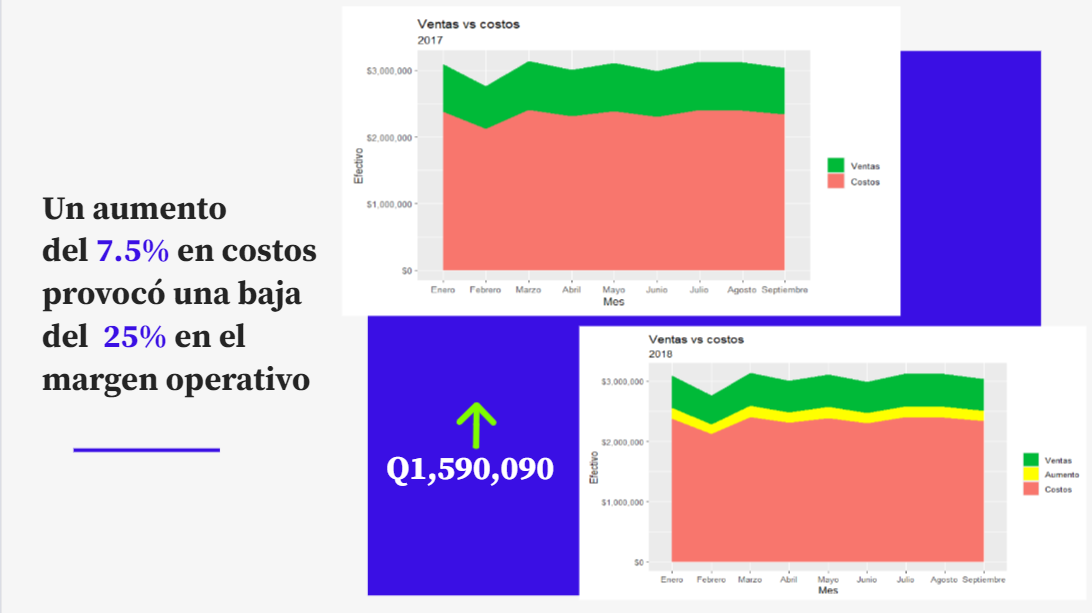 Un aumento
del 7.5% en costos
provocó una baja
del 25% en el
margen operativo
Ventas vs costos
2017
Efectivo
$3,000,000
$2,000,000
$1,000,000
$0
Enero Febrero Marzo Abril Mayo Junio Julio Agosto Septiembre
Mes
Ventas
Costos
Q1,590,090
Ventas vs costos
2018
Efectivo
$3,000,000
$2,000,000
$1,000,000
$0
Enero Febrero Marzo Abril Mayo Junio Julio Agosto Septiembre
Mes
Ventas
Aumento
Costos